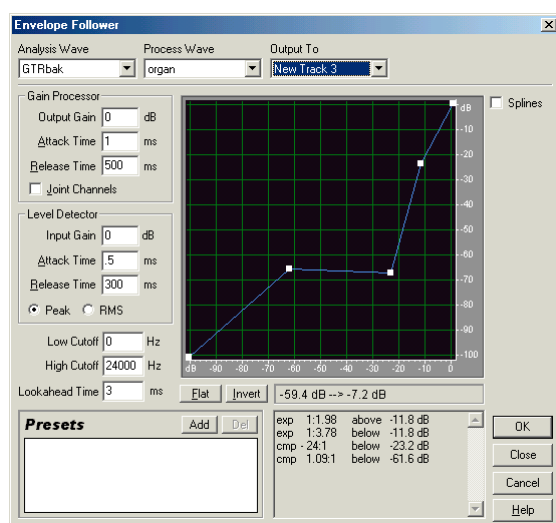 Envelope Follower
Analysis Wave Process Wave Output To
GTRbak organ New Track 3
Gain Processor
Output Gain 0 dB
Attack Time 1 ms
Release Time 500 ms
Joint Channels
Level Detector
Input Gain 0 dB
Attack Time .5 ms
Release Time 300 ms
Peak RMS
Low Cutoff 0 Hz
High Cutoff 24000 Hz
Lookahead Time 3 ms
Splines
dB
-10
-20
-30
-40
-50
-60
-70
-80
-90
-100
dB -90 -80 -70 -60 -50 -40 -30 -20 -10 0
Flat Invert -59.4 dB --> -7.2 dB
Presets Add Del
exp 1:1.98 above -11.8 dB
exp 1:3.78 below -11.8 dB
cmp - 24:1 below -23.2 dB
cmp 1.09:1 below -61.6 dB
OK
Close
Cancel
Help